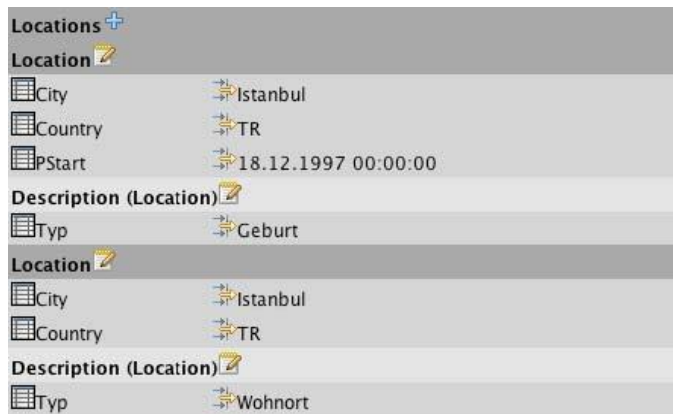 Locations
Location
City Istanbul
Country TR
PStart 18.12.1997 00:00:00
Description (Location)
Typ Geburt
Location
City Istanbul
Country TR
Description (Location)
Typ Wohnort